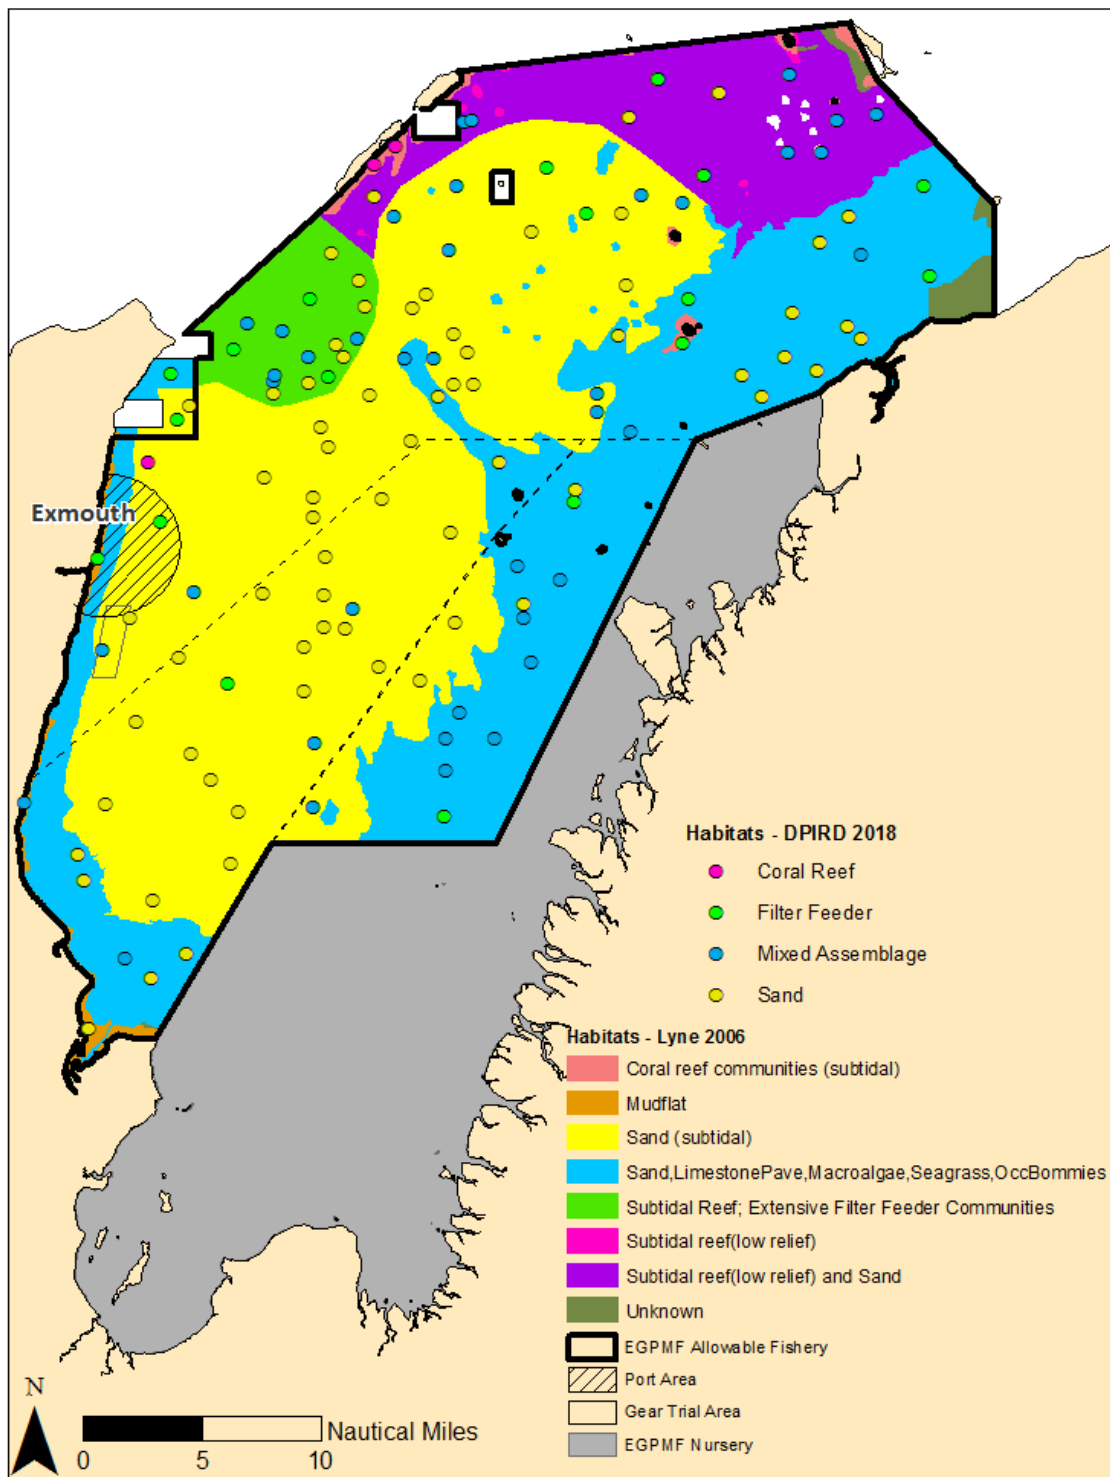 Exmouth
Habitats - DPIRD 2018
Coral Reef
Filter Feeder
Mixed Assemblage
Sand
Habitats - Lyne 2006
Coral reef communities (subtidal)
Mudflat
Sand (subtidal)
Sand,LimestonePave,Macroalgae,Seagrass,OccBommies
Subtidal Reef; Extensive Filter Feeder Communities
Subtidal reef(low relief)
Subtidal reef(low relief) and Sand
Unknown
EGPMF Allowable Fishery
Port Area
Gear Trial Area
EGPMF Nursery
N
Nautical Miles
0 5 10